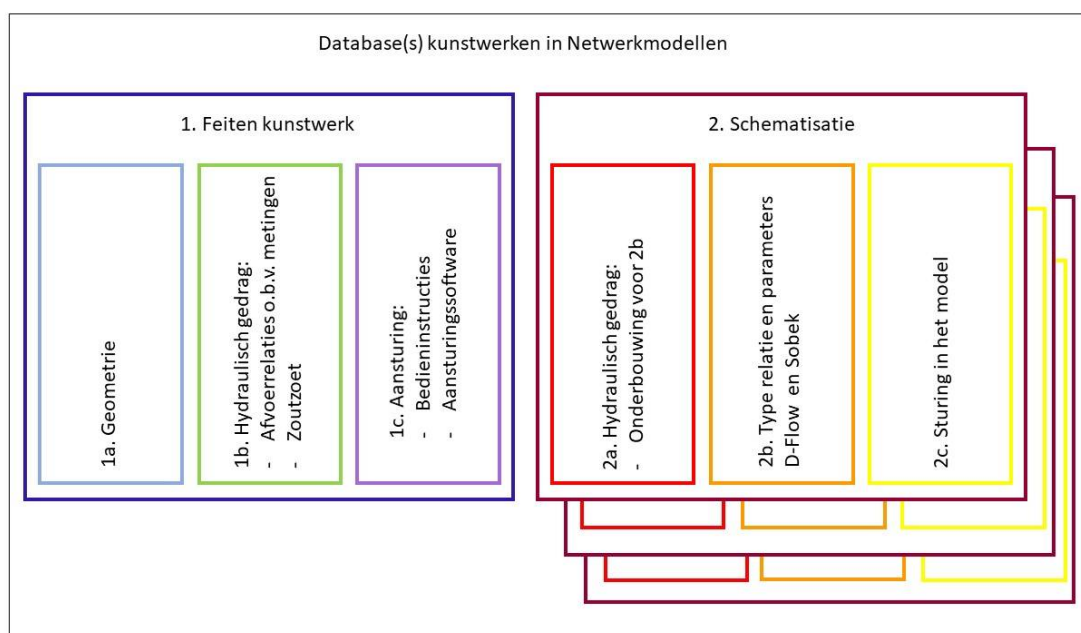 Database(s) kunstwerken in Netwerkmodellen
1. Feiten kunstwerk
1a. Geometrie
1b. Hydraulisch gedrag:
- Afvoerrelaties o.b.v. metingen
- Zoutzoet
1c. Aansturing:
- Bedieninstructies
- Aansturingssoftware
2. Schematisatie
2a. Hydraulisch gedrag:
- Onderbouwing voor 2b
2b. Type relatie en parameters
D-Flow en Sobek
2c. Sturing in het model